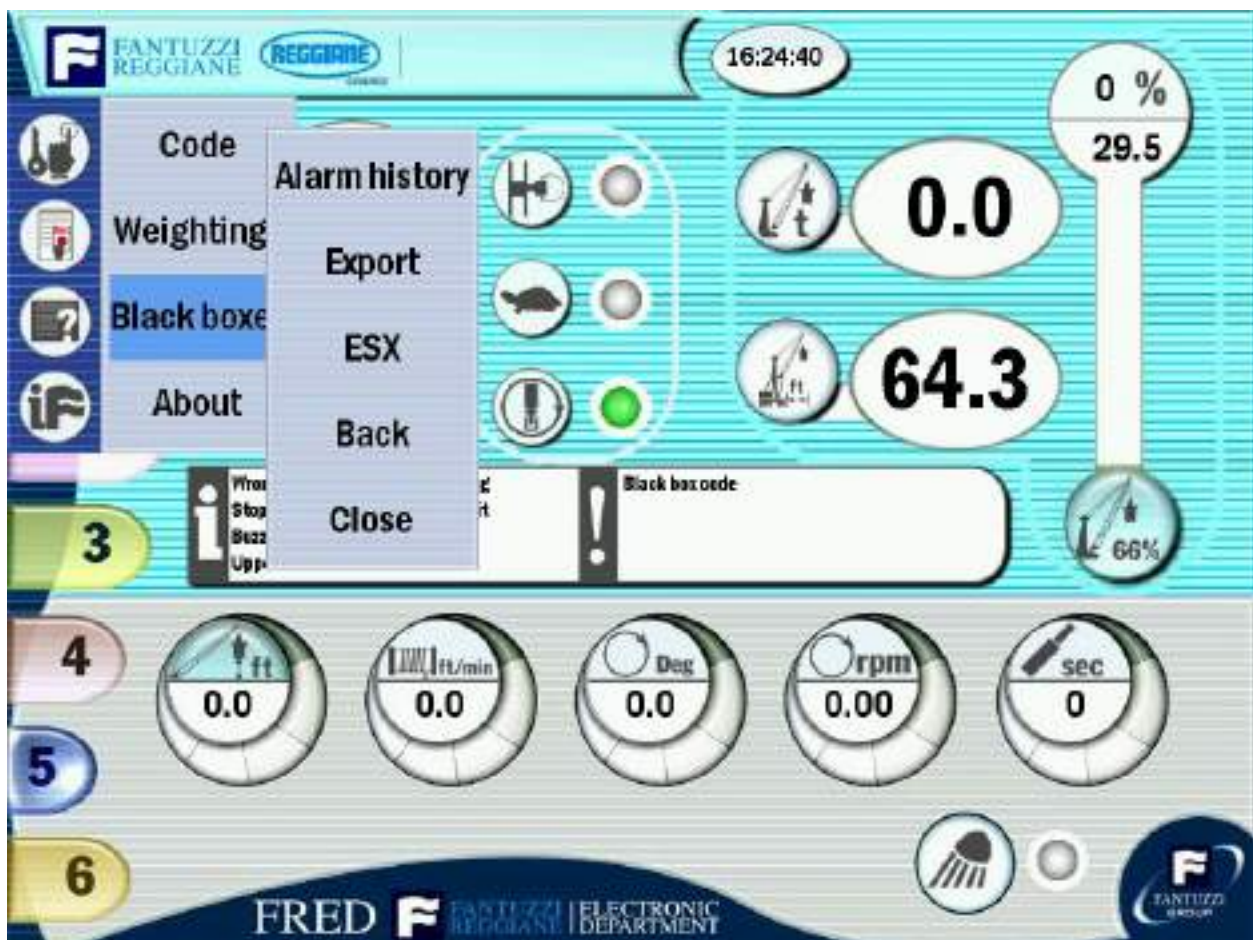 FANTUZZI
REGGIANE
REGGIANE
16:24:40
0 %
29.5
Code
Weighting
Black boxe
About
Alarm history
Export
ESX
Back
Close
t
0.0
ft
64.3
66%
Black box code
3
4
5
6
ft
0.0
ft/min
0.0
Deg
0.0
rpm
0.00
sec
0
FRED
FANTUZZI
REGGIANE
ELECTRONIC
DEPARTMENT
FANTUZZI
GROUP